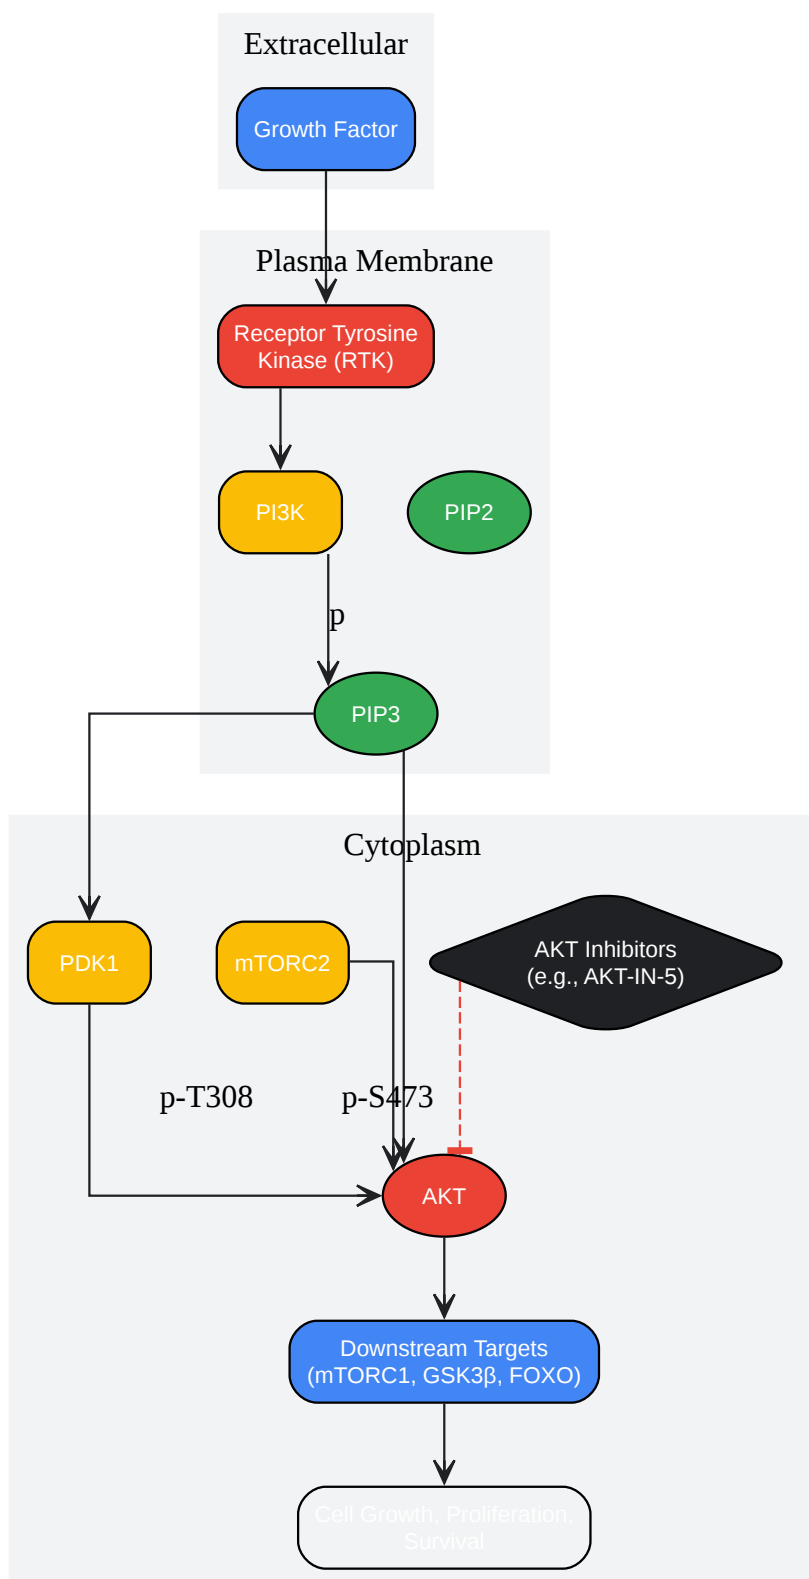 Extracellular
Growth Factor
Plasma Membrane
Receptor Tyrosine
Kinase (RTK)
PI3K
PIP2
p
PIP3
Cytoplasm
PDK1
mTORC2
AKT Inhibitors
(e.g., AKT-IN-5)
p-T308
p-S473
AKT
Downstream Targets
(mTORC1, GSK3β, FOXO)
Cell Growth, Proliferation,
Survival